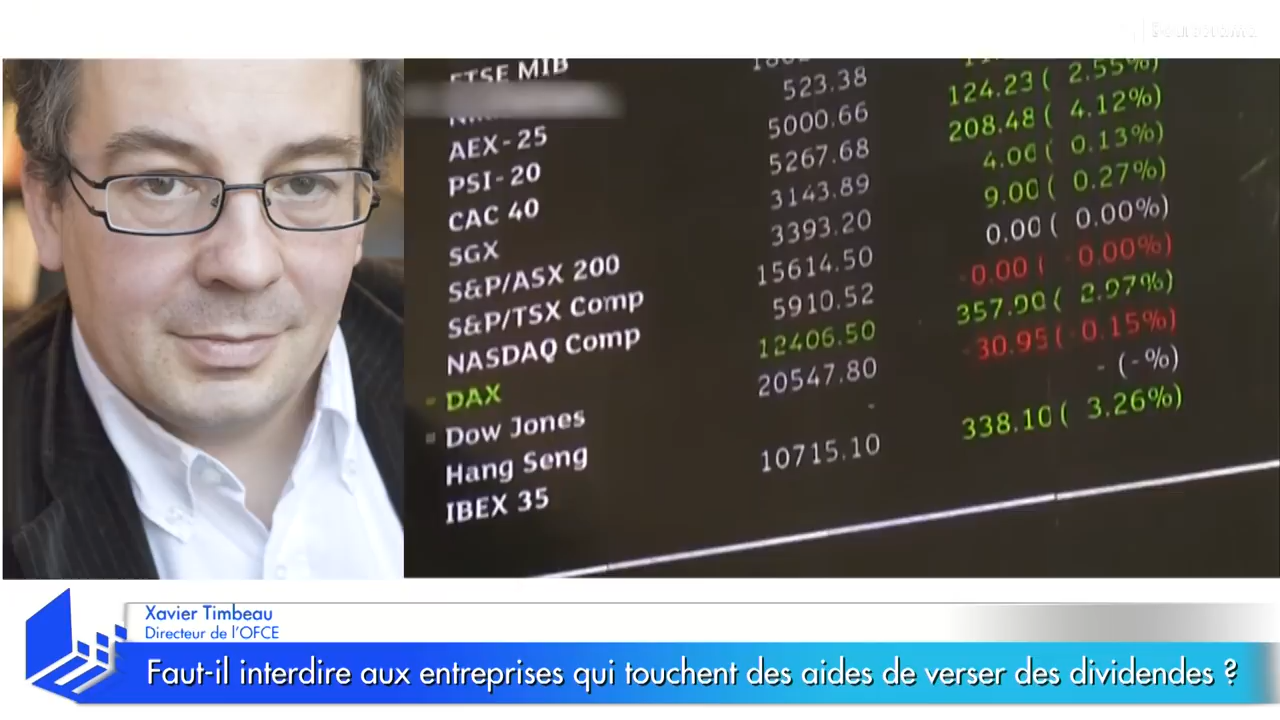 FTSE MIB
AEX-25 523.38
PSI-20 5000.66 124.23 ( 2.55%)
CAC 40 5267.68 208.48 ( 4.12%)
SGX 3143.89 4.06 ( 0.13%)
S&P/ASX 200 3393.20 9.00 ( 0.27%)
S&P/TSX Comp 15614.50 0.00 ( 0.00%)
NASDAQ Comp 5910.52 -0.00 ( -0.00%)
DAX 12406.50 357.90 ( 2.97%)
Dow Jones 20547.80 -30.95 (-0.15%)
Hang Seng - - (-%)
IBEX 35 10715.10 338.10 ( 3.26%)
Xavier Timbeau
Directeur de l'OFCE
Faut-il interdire aux entreprises qui touchent des aides de verser des dividendes ?